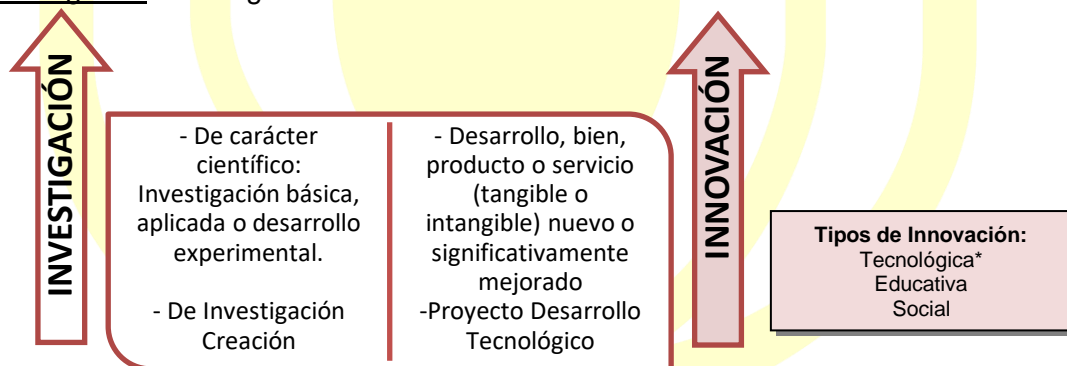 INVESTIGACIÓN
- De carácter
científico:
Investigación básica,
aplicada o desarrollo
experimental.
- De Investigación
Creación
- Desarrollo, bien,
producto o servicio
(tangible o
intangible) nuevo o
significativamente
mejorado
-Proyecto Desarrollo
Tecnológico
INNOVACIÓN
Tipos de Innovación:
Tecnológica*
Educativa
Social